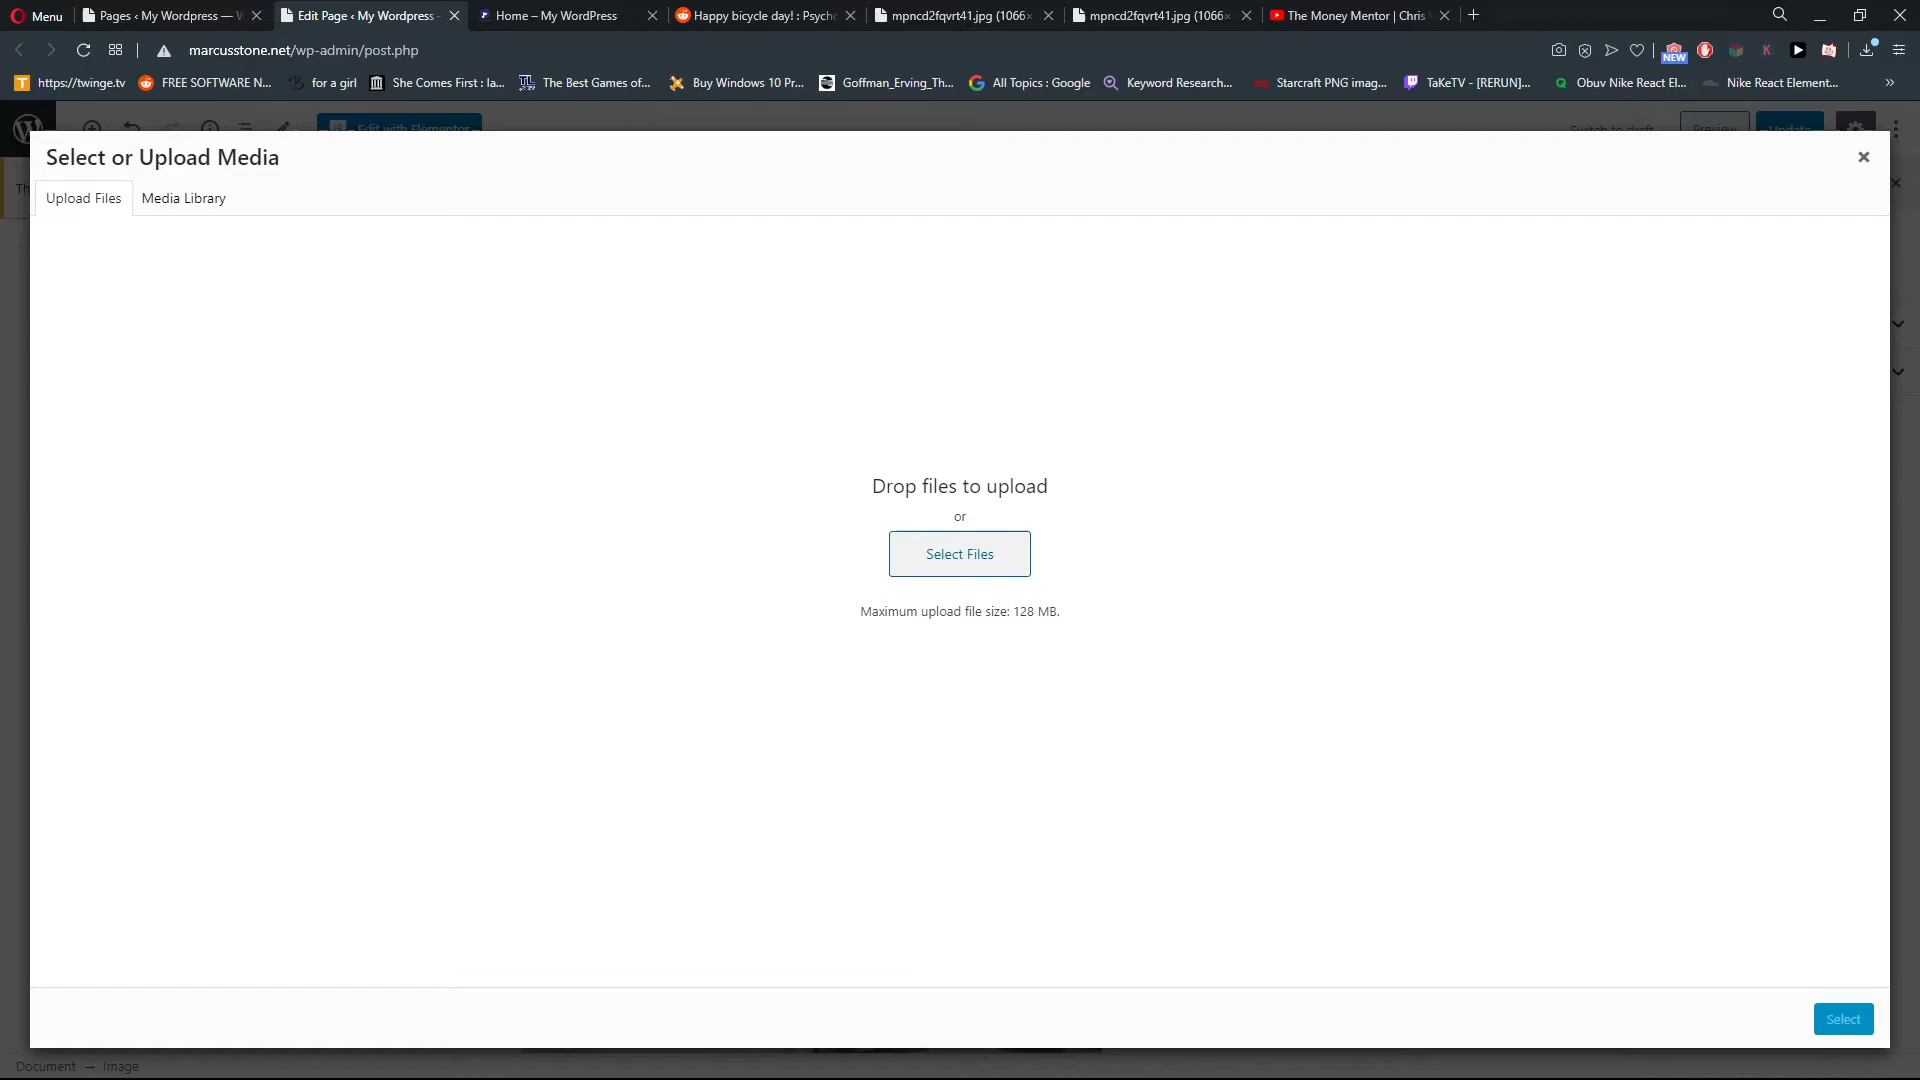 Menu
Pages ‹ My Wordpress — W
Edit Page ‹ My Wordpress -
Home – My WordPress
Happy bicycle day! : Psycho
mpncd2fqvrt41.jpg (1066×
mpncd2fqvrt41.jpg (1066×
The Money Mentor | Chris
marcusstone.net/wp-admin/post.php
NEW
https://twinge.tv
FREE SOFTWARE N...
for a girl
She Comes First : Ia...
The Best Games of...
Buy Windows 10 Pr...
Goffman_Erving_Th...
All Topics : Google
Keyword Research...
Starcraft PNG imag...
TaKeTV - [RERUN]...
Obuv Nike React El...
Nike React Element...
Edit with Elementor
Switch to draft
Preview
Update
Select or Upload Media
Th
Upload Files
Media Library
Drop files to upload
or
Select Files
Maximum upload file size: 128 MB.
Select
Document → Image